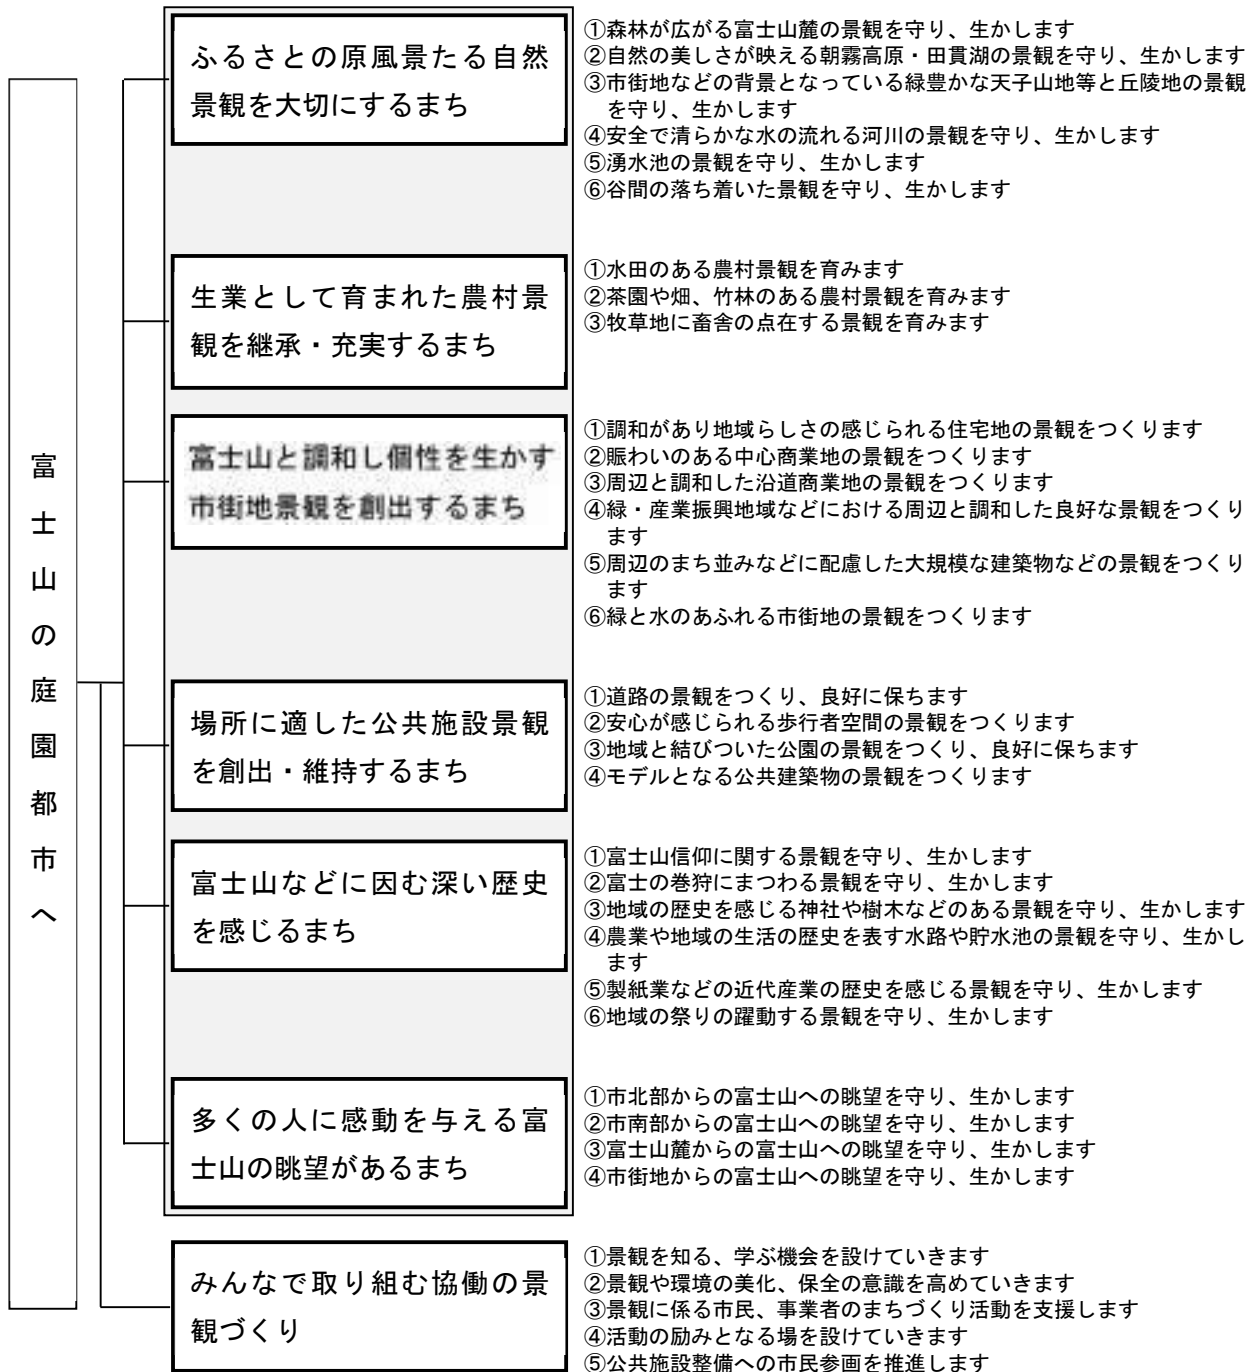 富士山の庭園都市へ
ふるさとの原風景たる自然
景観を大切にするまち
①森林が広がる富士山麓の景観を守り、生かします
②自然の美しさが映える朝霧高原・田貫湖の景観を守り、生かします
③市街地などの背景となっている緑豊かな天子山地等と丘陵地の景観
を守り、生かします
④安全で清らかな水の流れる河川の景観を守り、生かします
⑤湧水池の景観を守り、生かします
⑥谷間の落ち着いた景観を守り、生かします
生業として育まれた農村景
観を継承・充実するまち
①水田のある農村景観を育みます
②茶園や畑、竹林のある農村景観を育みます
③牧草地に畜舎の点在する景観を育みます
富士山と調和し個性を生かす
市街地景観を創出するまち
①調和があり地域らしさの感じられる住宅地の景観をつくります
②賑わいのある中心商業地の景観をつくります
③周辺と調和した沿道商業地の景観をつくります
④緑・産業振興地域などにおける周辺と調和した良好な景観をつくり
ます
⑤周辺のまち並みなどに配慮した大規模な建築物などの景観をつくり
ます
⑥緑と水のあふれる市街地の景観をつくります
場所に適した公共施設景観
を創出・維持するまち
①道路の景観をつくり、良好に保ちます
②安心が感じられる歩行者空間の景観をつくります
③地域と結びついた公園の景観をつくり、良好に保ちます
④モデルとなる公共建築物の景観をつくります
富士山などに因む深い歴史
を感じるまち
①富士山信仰に関する景観を守り、生かします
②富士の巻狩にまつわる景観を守り、生かします
③地域の歴史を感じる神社や樹木などのある景観を守り、生かします
④農業や地域の生活の歴史を表す水路や貯水池の景観を守り、生かし
ます
⑤製紙業などの近代産業の歴史を感じる景観を守り、生かします
⑥地域の祭りの躍動する景観を守り、生かします
多くの人に感動を与える富
士山の眺望があるまち
①市北部からの富士山への眺望を守り、生かします
②市南部からの富士山への眺望を守り、生かします
③富士山麓からの富士山への眺望を守り、生かします
④市街地からの富士山への眺望を守り、生かします
みんなで取り組む協働の景
観づくり
①景観を知る、学ぶ機会を設けていきます
②景観や環境の美化、保全の意識を高めていきます
③景観に係る市民、事業者のまちづくり活動を支援します
④活動の励みとなる場を設けていきます
⑤公共施設整備への市民参画を推進します